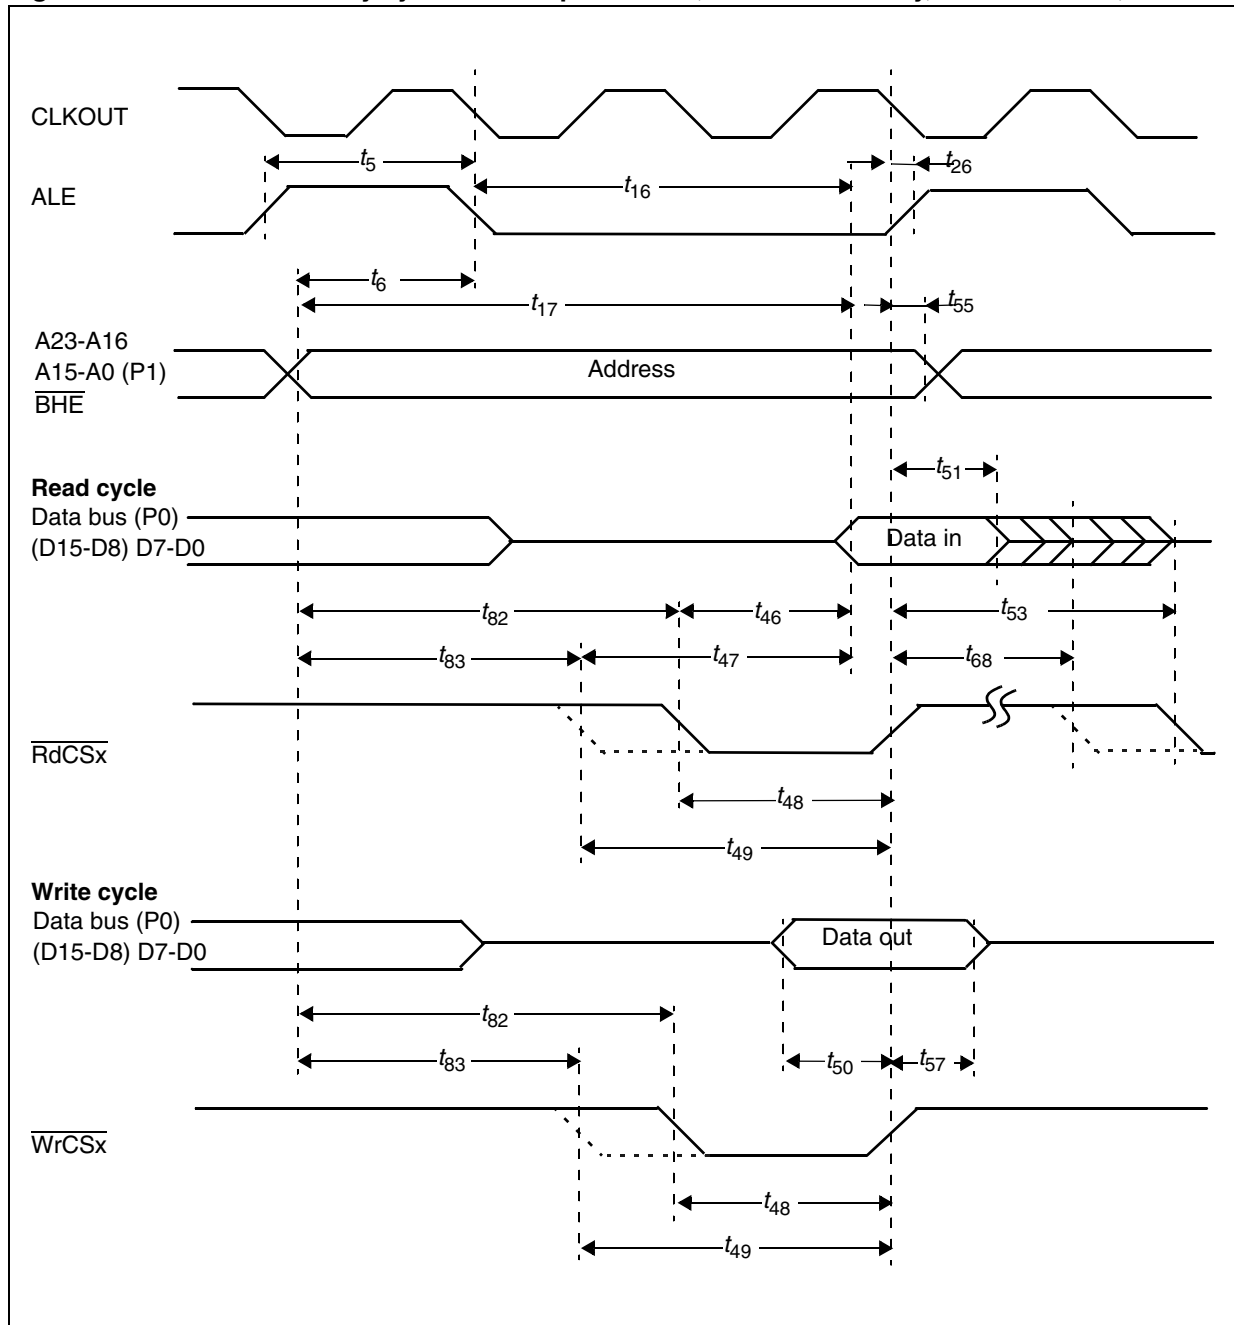 CLKOUT
t5
t26
ALE
t16
t6
t17
t55
A23-A16
A15-A0 (P1)
Address
BHE
t51
Read cycle
Data bus (P0)
(D15-D8) D7-D0
Data in
t82
t46
t53
t83
t47
t68
RdCSx
t48
t49
Write cycle
Data bus (P0)
(D15-D8) D7-D0
Data out
t82
t83
t50
t57
WrCSx
t48
t49